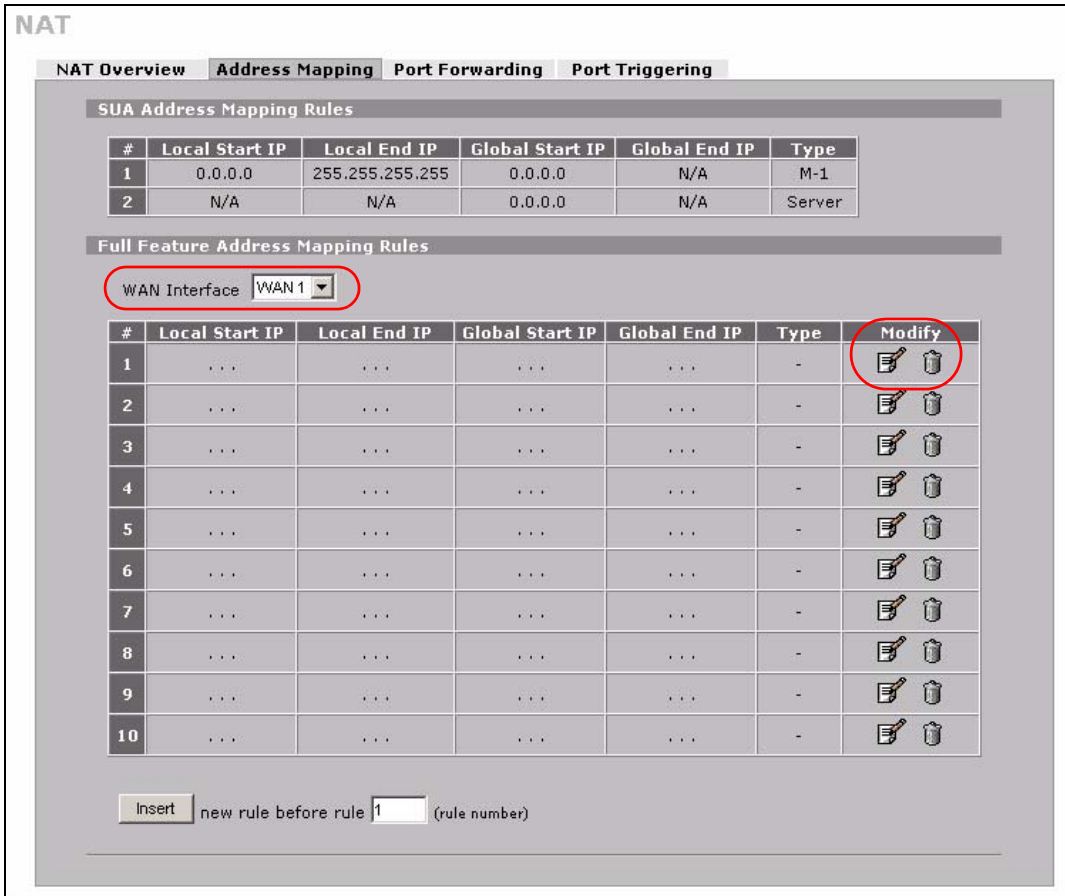 NAT
NAT Overview Address Mapping Port Forwarding Port Triggering
SUA Address Mapping Rules
# Local Start IP Local End IP Global Start IP Global End IP Type
1 0.0.0.0 255.255.255.255 0.0.0.0 N/A M-1
2 N/A N/A 0.0.0.0 N/A Server
Full Feature Address Mapping Rules
WAN Interface WAN 1
# Local Start IP Local End IP Global Start IP Global End IP Type Modify
1 . . . . . . . . . . . . -
2 . . . . . . . . . . . . -
3 . . . . . . . . . . . . -
4 . . . . . . . . . . . . -
5 . . . . . . . . . . . . -
6 . . . . . . . . . . . . -
7 . . . . . . . . . . . . -
8 . . . . . . . . . . . . -
9 . . . . . . . . . . . . -
10 . . . . . . . . . . . . -
Insert new rule before rule 1 (rule number)